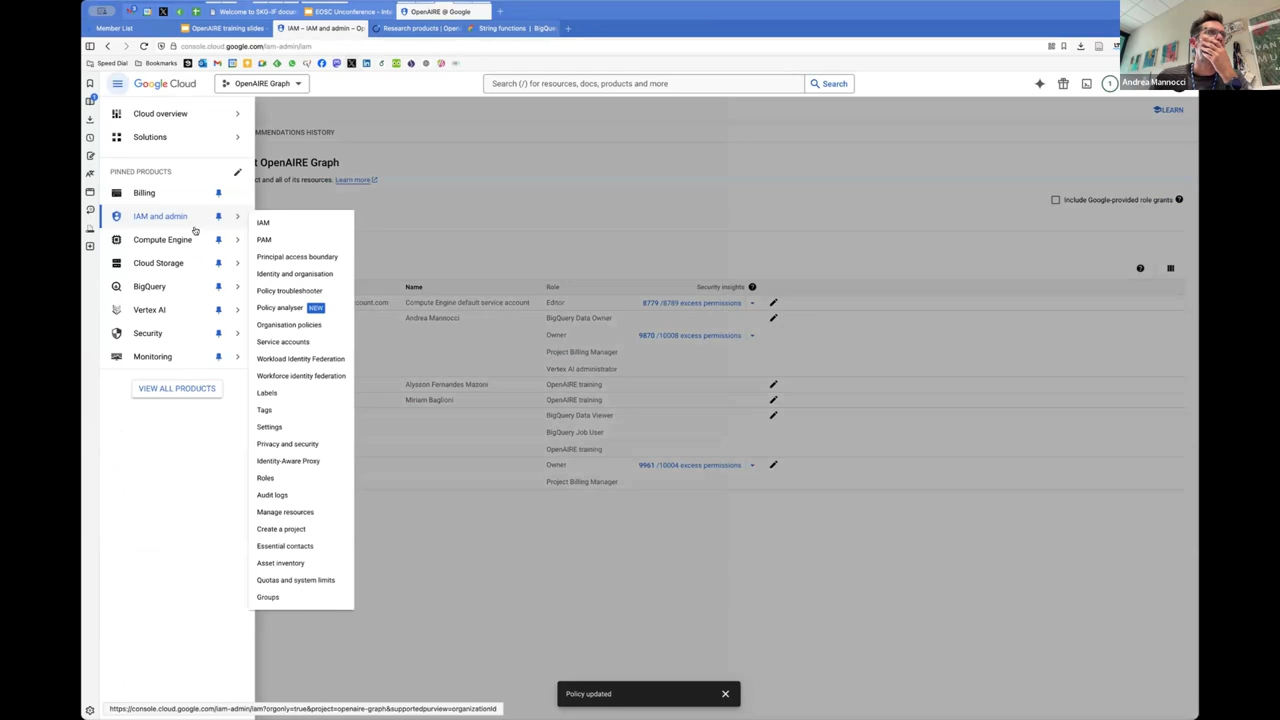 Welcome to SKG-IF docum
EOSC Unconference - Int
OpenAIRE @ Google
Member List
OpenAIRE training slides
IAM – IAM and admin – Op
Research products | Open
String functions | BigQue
console.cloud.google.com/iam-admin/iam
Speed Dial
Bookmarks
Google Cloud
OpenAIRE Graph
Search (/) for resources, docs, products and more
Search
1
Andrea Mannocci
Cloud overview
LEARN
Solutions
OMMENDATIONS HISTORY
t OpenAIRE Graph
PINNED PRODUCTS
ct and all of its resources. Learn more
Billing
Include Google-provided role grants
IAM and admin
IAM
Compute Engine
PAM
Cloud Storage
Principal access boundary
Identity and organisation
BigQuery
Policy troubleshooter
Name
Role
Security insights
Vertex AI
Policy analyser NEW
count.com
Compute Engine default service account
Editor
8779 /8789 excess permissions
Andrea Mannocci
BigQuery Data Owner
Security
Organisation policies
Owner
9870 /10008 excess permissions
Service accounts
Project Billing Manager
Monitoring
Workload Identity Federation
Vertex AI administrator
Workforce identity federation
VIEW ALL PRODUCTS
Alysson Fernandes Mazoni
OpenAIRE training
Labels
Miriam Baglioni
OpenAIRE training
Tags
BigQuery Data Viewer
Settings
BigQuery Job User
Privacy and security
OpenAIRE training
Identity-Aware Proxy
Owner
9961 /10004 excess permissions
Roles
Project Billing Manager
Audit logs
Manage resources
Create a project
Essential contacts
Asset inventory
Quotas and system limits
Groups
Policy updated
https://console.cloud.google.com/iam-admin/iam?orgonly=true&project=openaire-graph&supportedpurview=organizationId